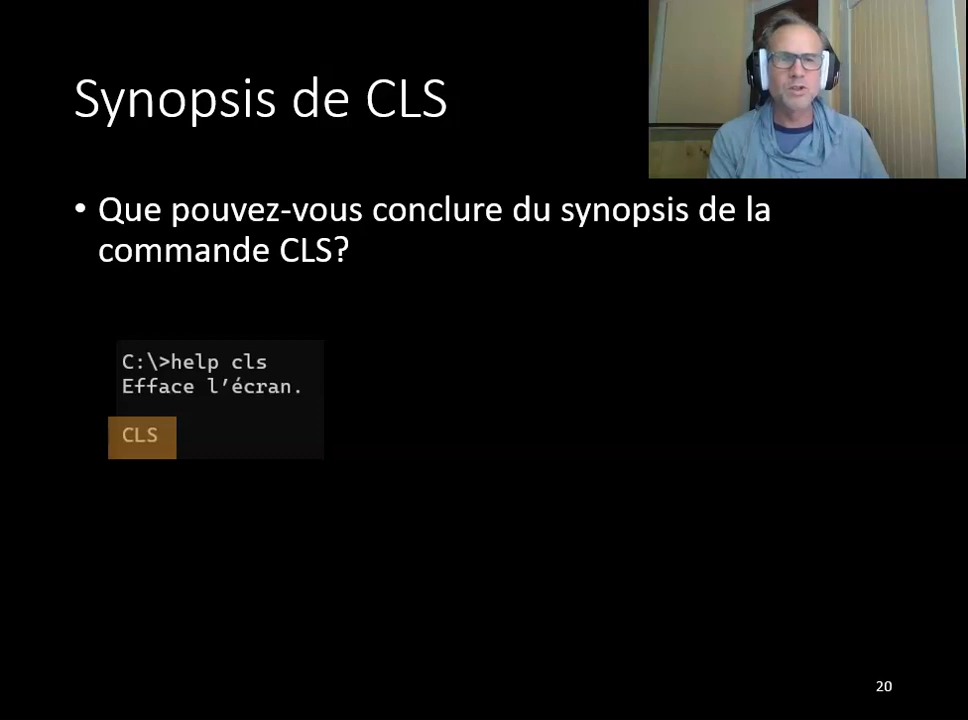 Synopsis de CLS
• Que pouvez-vous conclure du synopsis de la
commande CLS?
C:\>help cls
Efface l’écran.
CLS
20